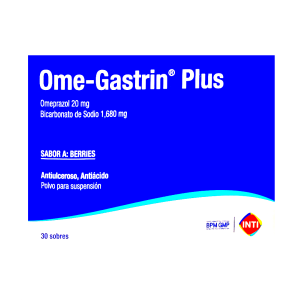 Ome-Gastrin® Plus
Omeprazol 20 mg
Bicarbonato de Sodio 1,680 mg
SABOR A: BERRIES
Antiulceroso, Antiácido
Polvo para suspensión
30 sobres
BPM GMP
INTI